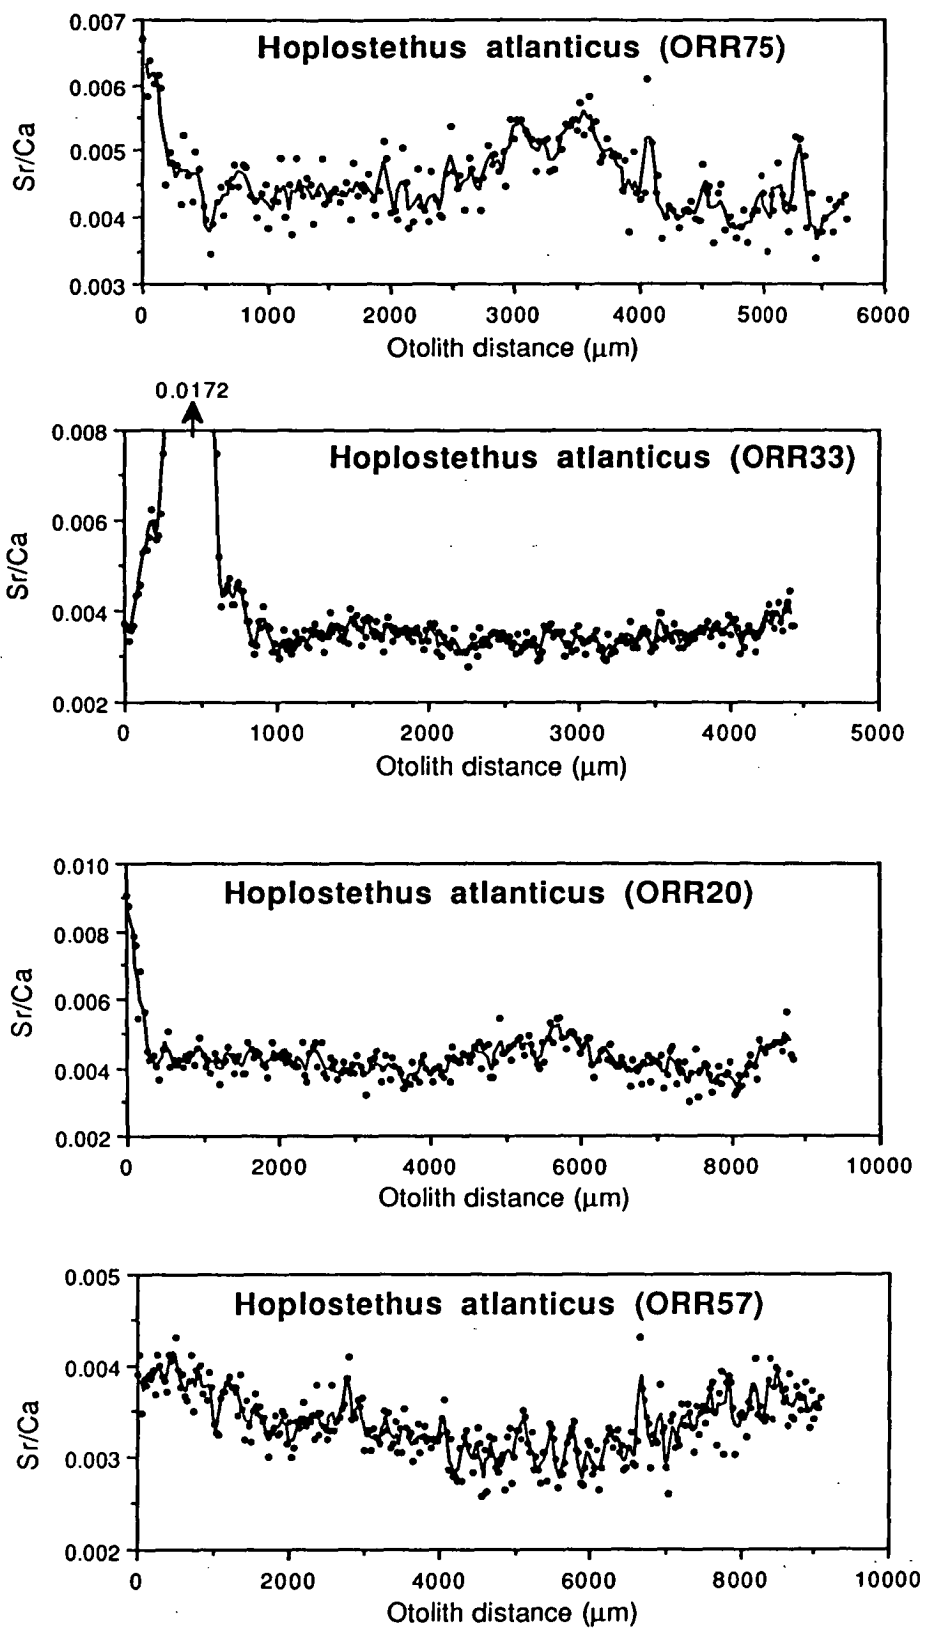 Hoplostethus atlanticus (ORR75)
Sr/Ca
0.007
0.006
0.005
0.004
0.003
0 1000 2000 3000 4000 5000 6000
Otolith distance (μm)
0.0172
Hoplostethus atlanticus (ORR33)
Sr/Ca
0.008
0.006
0.004
0.002
0 1000 2000 3000 4000 5000
Otolith distance (μm)
Hoplostethus atlanticus (ORR20)
Sr/Ca
0.010
0.008
0.006
0.004
0.002
0 2000 4000 6000 8000 10000
Otolith distance (μm)
Hoplostethus atlanticus (ORR57)
Sr/Ca
0.005
0.004
0.003
0.002
0 2000 4000 6000 8000 10000
Otolith distance (μm)